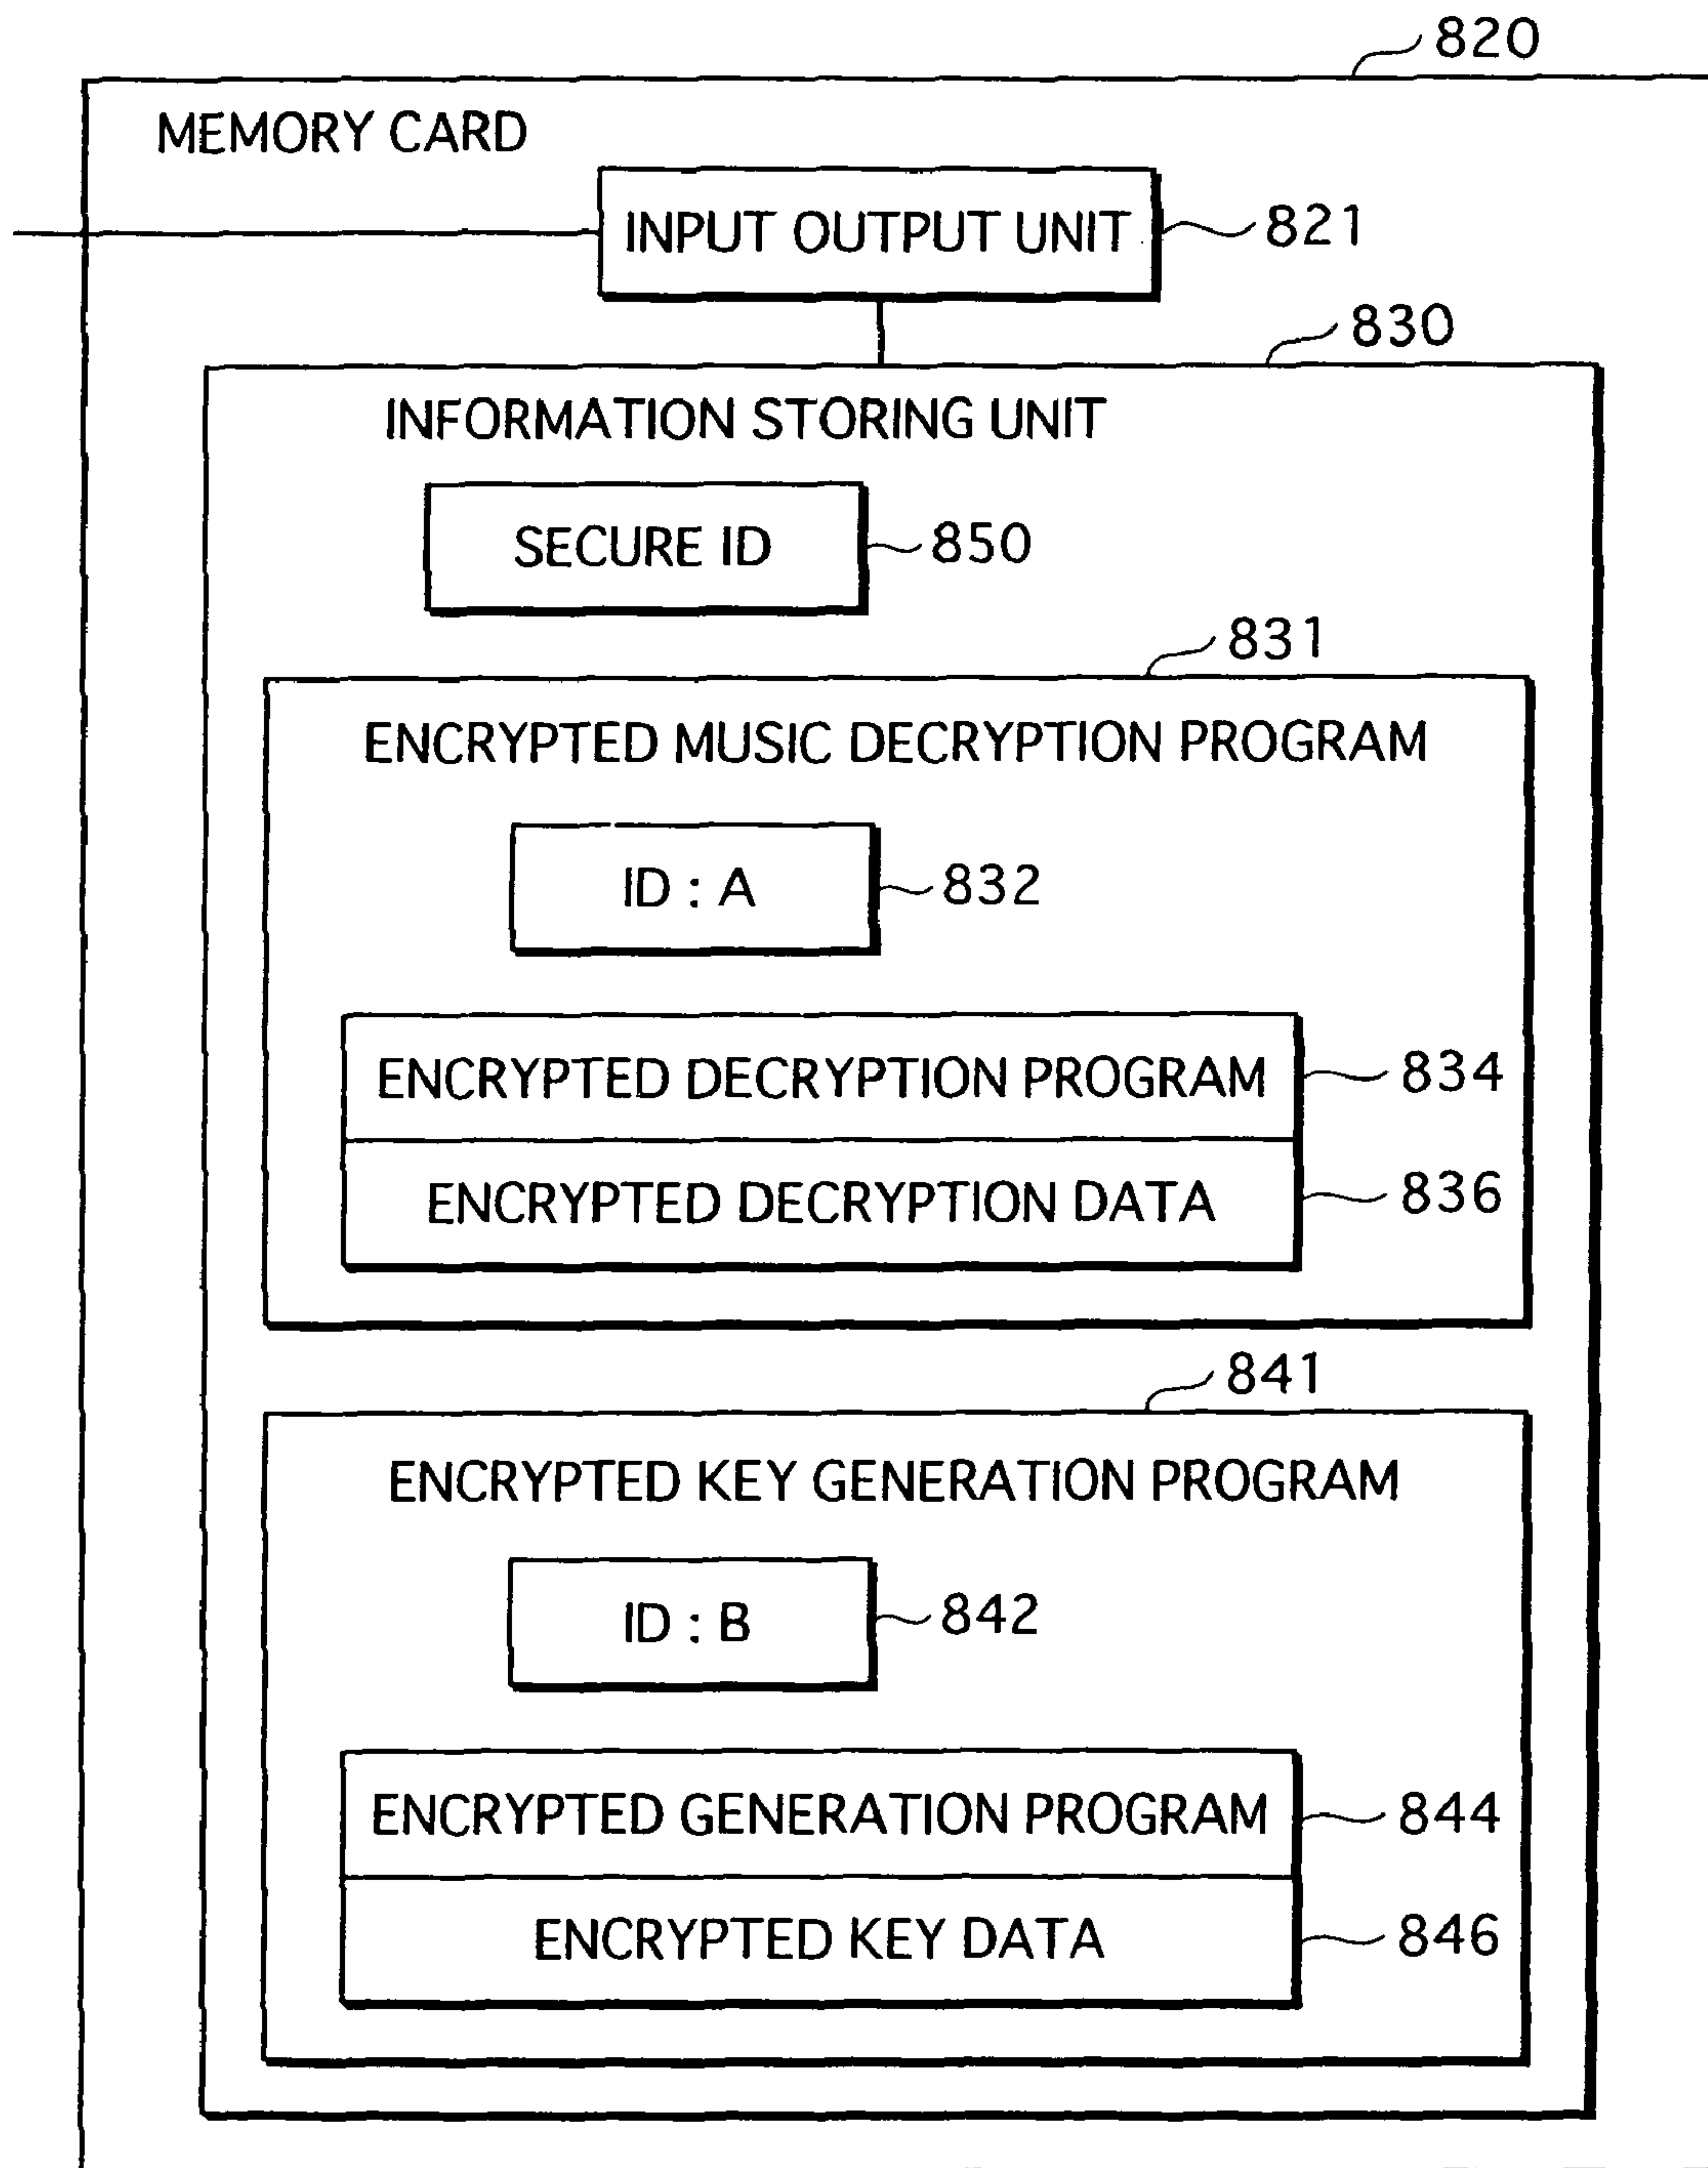 820
MEMORY CARD
INPUT OUTPUT UNIT
821
830
INFORMATION STORING UNIT
SECURE ID
850
831
ENCRYPTED MUSIC DECRYPTION PROGRAM
ID : A
832
ENCRYPTED DECRYPTION PROGRAM
834
ENCRYPTED DECRYPTION DATA
836
841
ENCRYPTED KEY GENERATION PROGRAM
ID : B
842
ENCRYPTED GENERATION PROGRAM
844
ENCRYPTED KEY DATA
846